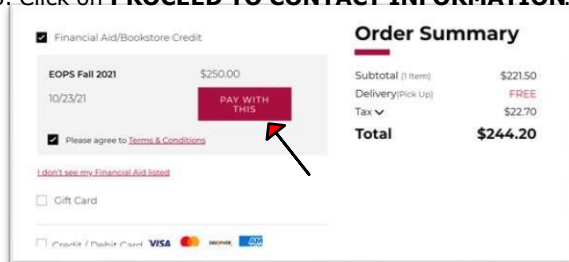 Click on PROCEED TO CONTACT INFORMATION.
Financial Aid/Bookstore Credit
EOPS Fall 2021 $250.00
10/23/21
PAY WITH
THIS
Please agree to Terms & Conditions
I don't see my Financial Aid listed
Gift Card
Credit / Debit Card VISA DISCOVER AM
Order Summary
Subtotal (1 Item) $221.50
Delivery(Pick Up) FREE
Tax $22.70
Total $244.20